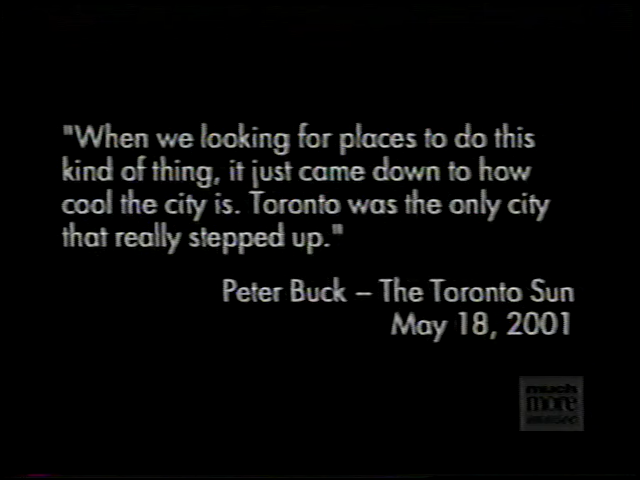 "When we looking for places to do this
kind of thing, it just came down to how
cool the city is. Toronto was the only city
that really stepped up."
Peter Buck – The Toronto Sun
May 18, 2001
much
more
music